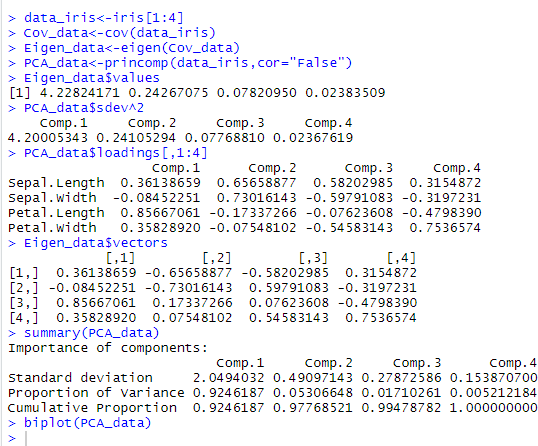 > data_iris<-iris[1:4]
> Cov_data<-cov(data_iris)
> Eigen_data<-eigen(Cov_data)
> PCA_data<-princomp(data_iris,cor="False")
> Eigen_data$values
[1] 4.22824171 0.24267075 0.07820950 0.02383509
> PCA_data$sdev^2
Comp.1 Comp.2 Comp.3 Comp.4
4.20005343 0.24105294 0.07768810 0.02367619
> PCA_data$loadings[,1:4]
Comp.1 Comp.2 Comp.3 Comp.4
Sepal.Length 0.36138659 0.65658877 0.58202985 0.3154872
Sepal.Width -0.08452251 0.73016143 -0.59791083 -0.3197231
Petal.Length 0.85667061 -0.17337266 -0.07623608 -0.4798390
Petal.Width 0.35828920 -0.07548102 -0.54583143 0.7536574
> Eigen_data$vectors
[,1] [,2] [,3] [,4]
[1,] 0.36138659 -0.65658877 -0.58202985 0.3154872
[2,] -0.08452251 -0.73016143 0.59791083 -0.3197231
[3,] 0.85667061 0.17337266 0.07623608 -0.4798390
[4,] 0.35828920 0.07548102 0.54583143 0.7536574
> summary(PCA_data)
Importance of components:
Comp.1 Comp.2 Comp.3 Comp.4
Standard deviation 2.0494032 0.49097143 0.27872586 0.153870700
Proportion of Variance 0.9246187 0.05306648 0.01710261 0.005212184
Cumulative Proportion 0.9246187 0.97768521 0.99478782 1.000000000
> biplot(PCA_data)
>